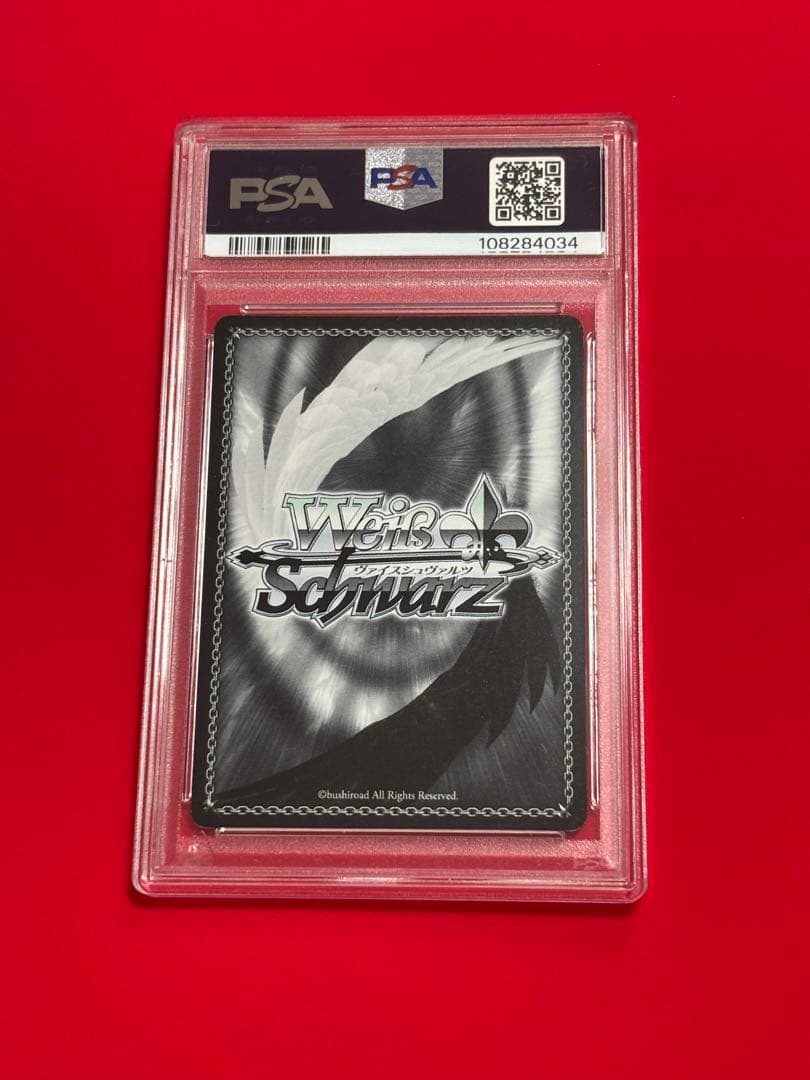 PSA
PSA
108284034
Weiß
ヴァイスシュヴァルツ
Schwarz
©bushiroad All Rights Reserved.